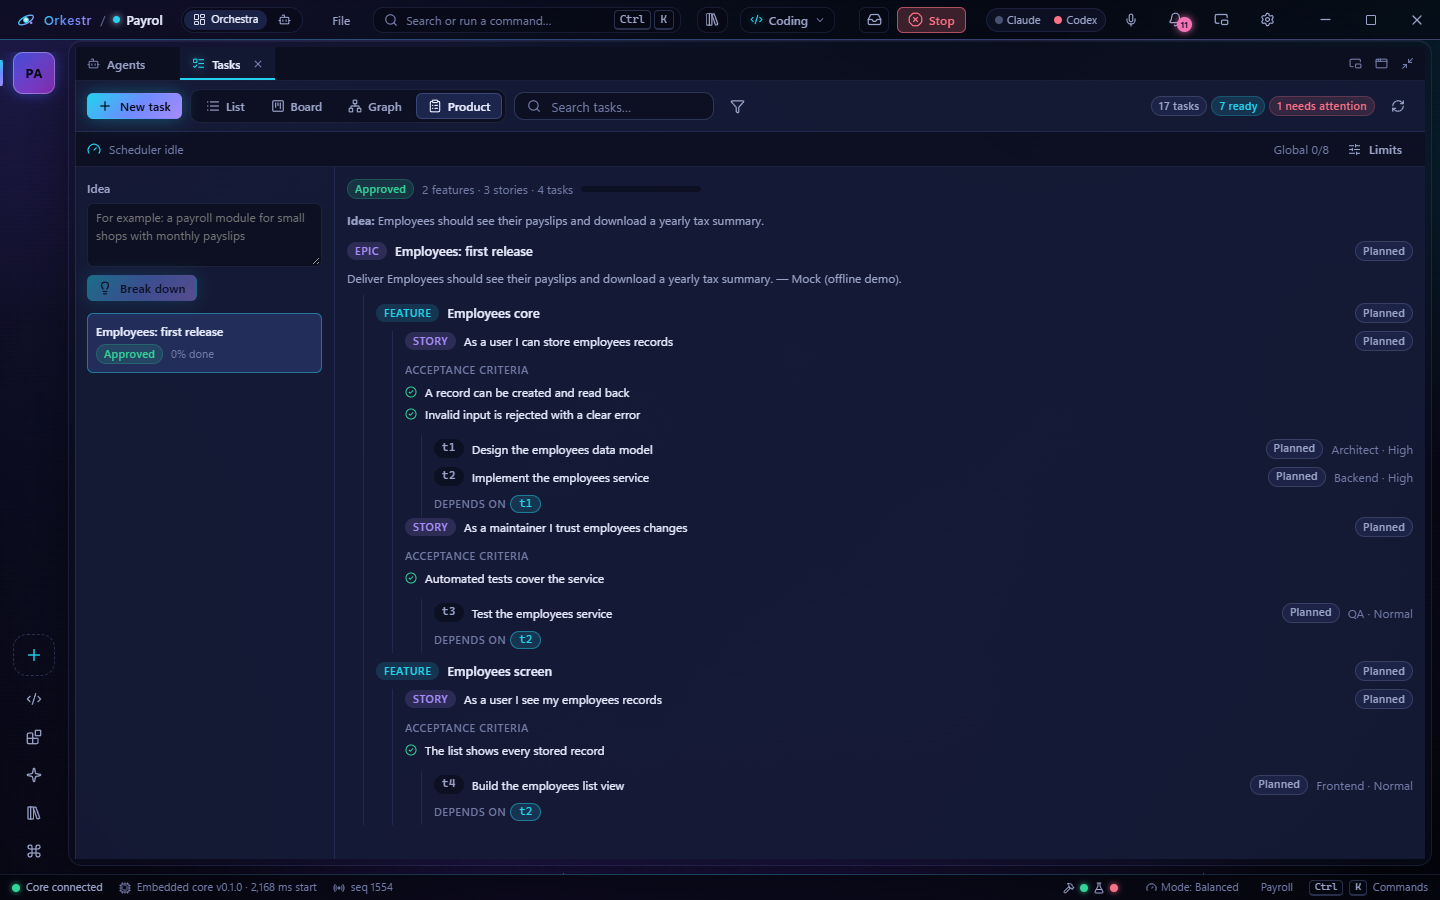 Orkestr / Payrol Orchestra File Search or run a command... Ctrl K Coding Stop Claude Codex 11
PA
Agents Tasks
New task List Board Graph Product Search tasks... 17 tasks 7 ready 1 needs attention
Scheduler idle Global 0/8 Limits
Idea
For example: a payroll module for small
shops with monthly payslips
Break down
Employees: first release
Approved 0% done
Approved 2 features · 3 stories · 4 tasks
Idea: Employees should see their payslips and download a yearly tax summary.
EPIC Employees: first release Planned
Deliver Employees should see their payslips and download a yearly tax summary. — Mock (offline demo).
FEATURE Employees core Planned
STORY As a user I can store employees records Planned
ACCEPTANCE CRITERIA
A record can be created and read back
Invalid input is rejected with a clear error
t1 Design the employees data model Planned Architect · High
t2 Implement the employees service Planned Backend · High
DEPENDS ON t1
STORY As a maintainer I trust employees changes Planned
ACCEPTANCE CRITERIA
Automated tests cover the service
t3 Test the employees service Planned QA · Normal
DEPENDS ON t2
FEATURE Employees screen Planned
STORY As a user I see my employees records Planned
ACCEPTANCE CRITERIA
The list shows every stored record
t4 Build the employees list view Planned Frontend · Normal
DEPENDS ON t2
Core connected Embedded core v0.1.0 · 2,168 ms start seq 1554 Mode: Balanced Payroll Ctrl K Commands